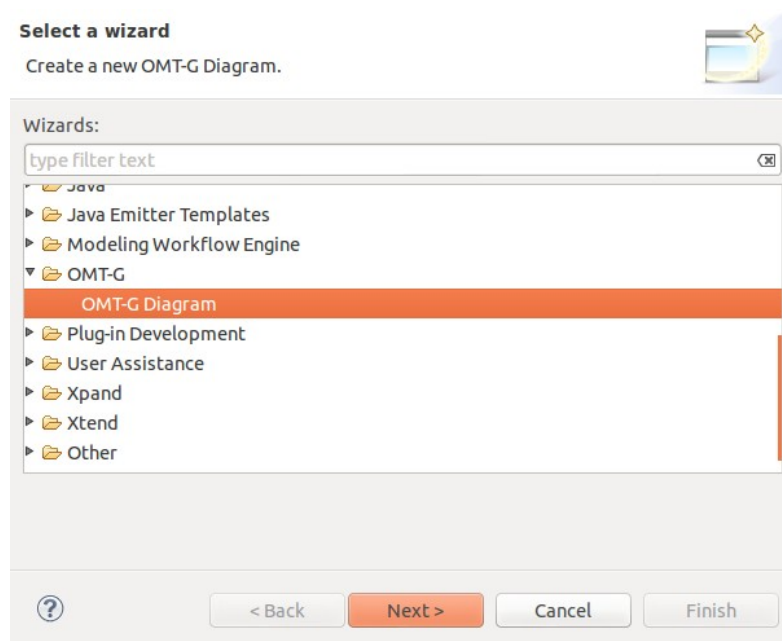 Select a wizard
Create a new OMT-G Diagram.
Wizards:
type filter text
Java
Java Emitter Templates
Modeling Workflow Engine
OMT-G
OMT-G Diagram
Plug-in Development
User Assistance
Xpand
Xtend
Other
? < Back Next > Cancel Finish